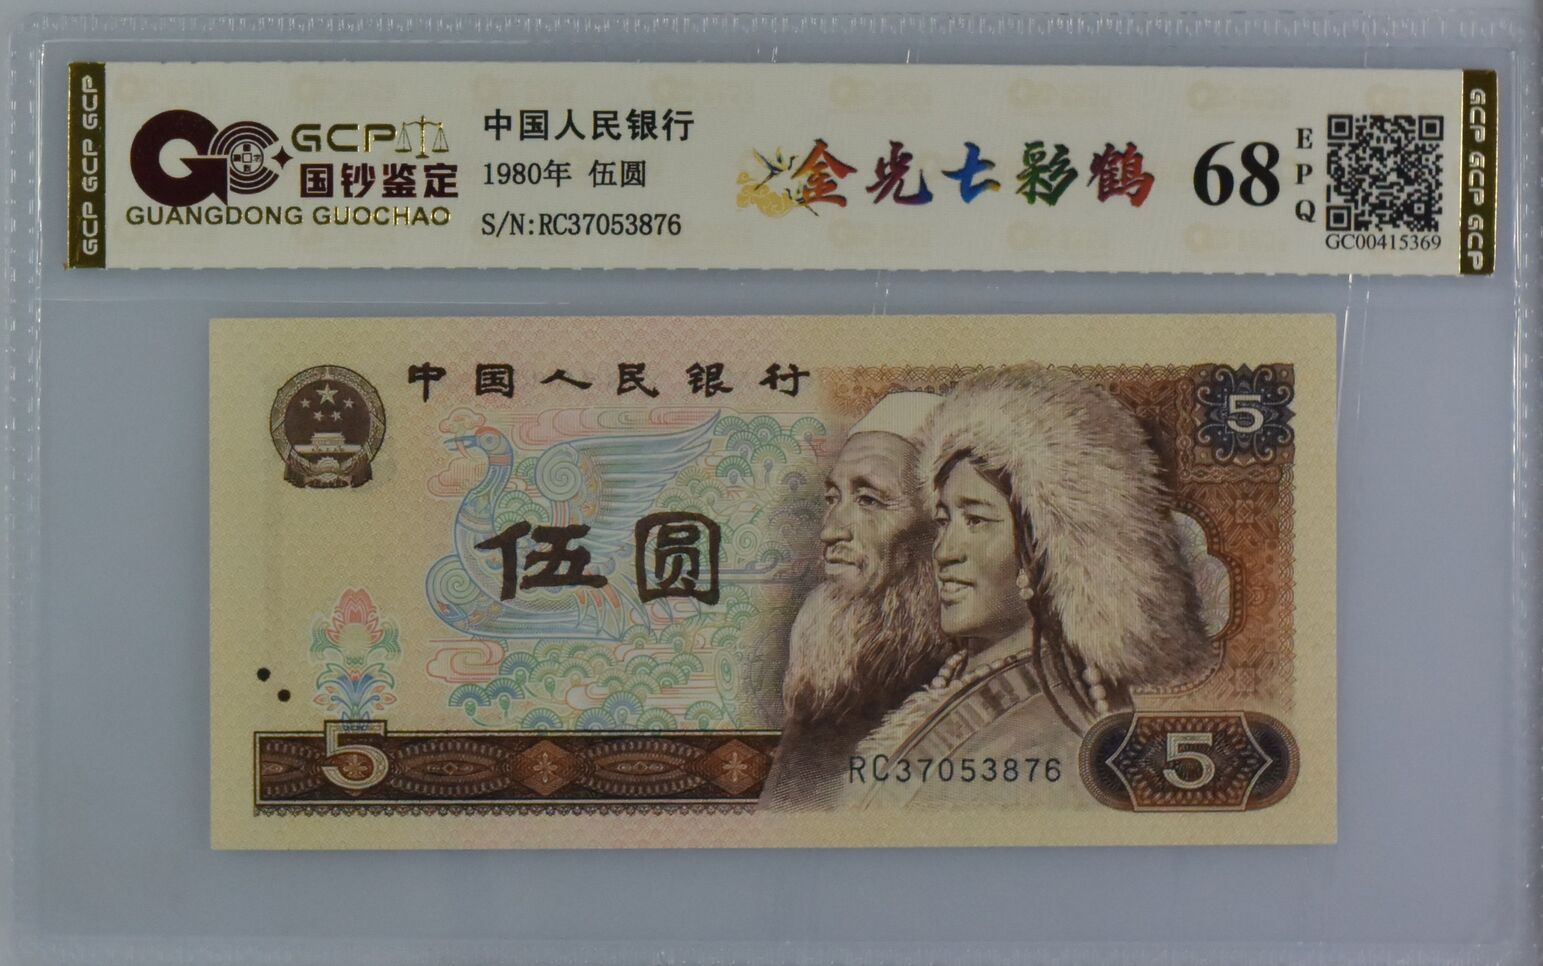 GCP GCP GCP
GCP
国钞鉴定
GUANGDONG GUOCHAO
中国人民银行
1980年 伍圆
S/N:RC37053876
金光七彩鹤
68
EPQ
GC00415369
GCP GCP GCP
中国人民银行
5
伍圆
5
RC37053876
5